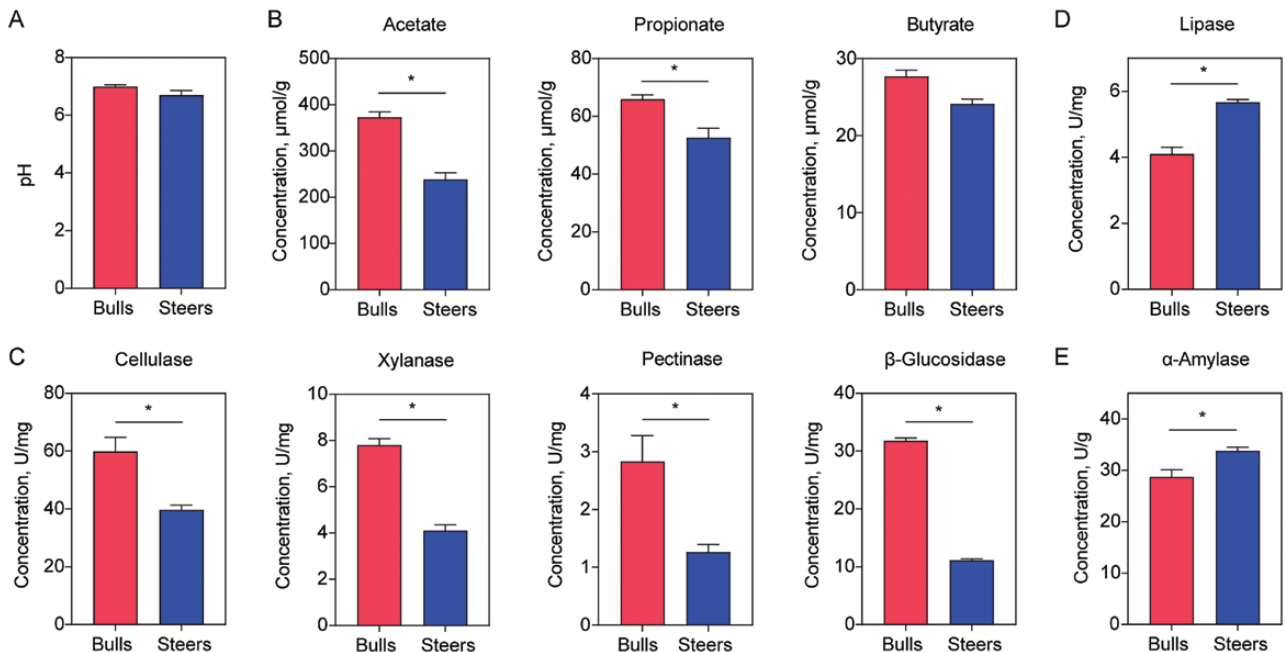 A
pH
8
6
4
2
0
Bulls Steers
B
Acetate
Concentration, μmol/g
500
400
300
200
100
0
*
Bulls Steers
Propionate
Concentration, μmol/g
80
60
40
20
0
*
Bulls Steers
Butyrate
Concentration, μmol/g
30
20
10
0
Bulls Steers
D
Lipase
Concentration, U/mg
6
4
2
0
*
Bulls Steers
C
Cellulase
Concentration, U/mg
80
60
40
20
0
*
Bulls Steers
Xylanase
Concentration, U/mg
10
8
6
4
2
0
*
Bulls Steers
Pectinase
Concentration, U/mg
4
3
2
1
0
*
Bulls Steers
β-Glucosidase
Concentration, U/mg
40
30
20
10
0
*
Bulls Steers
E
α-Amylase
Concentration, U/g
40
30
20
10
0
*
Bulls Steers